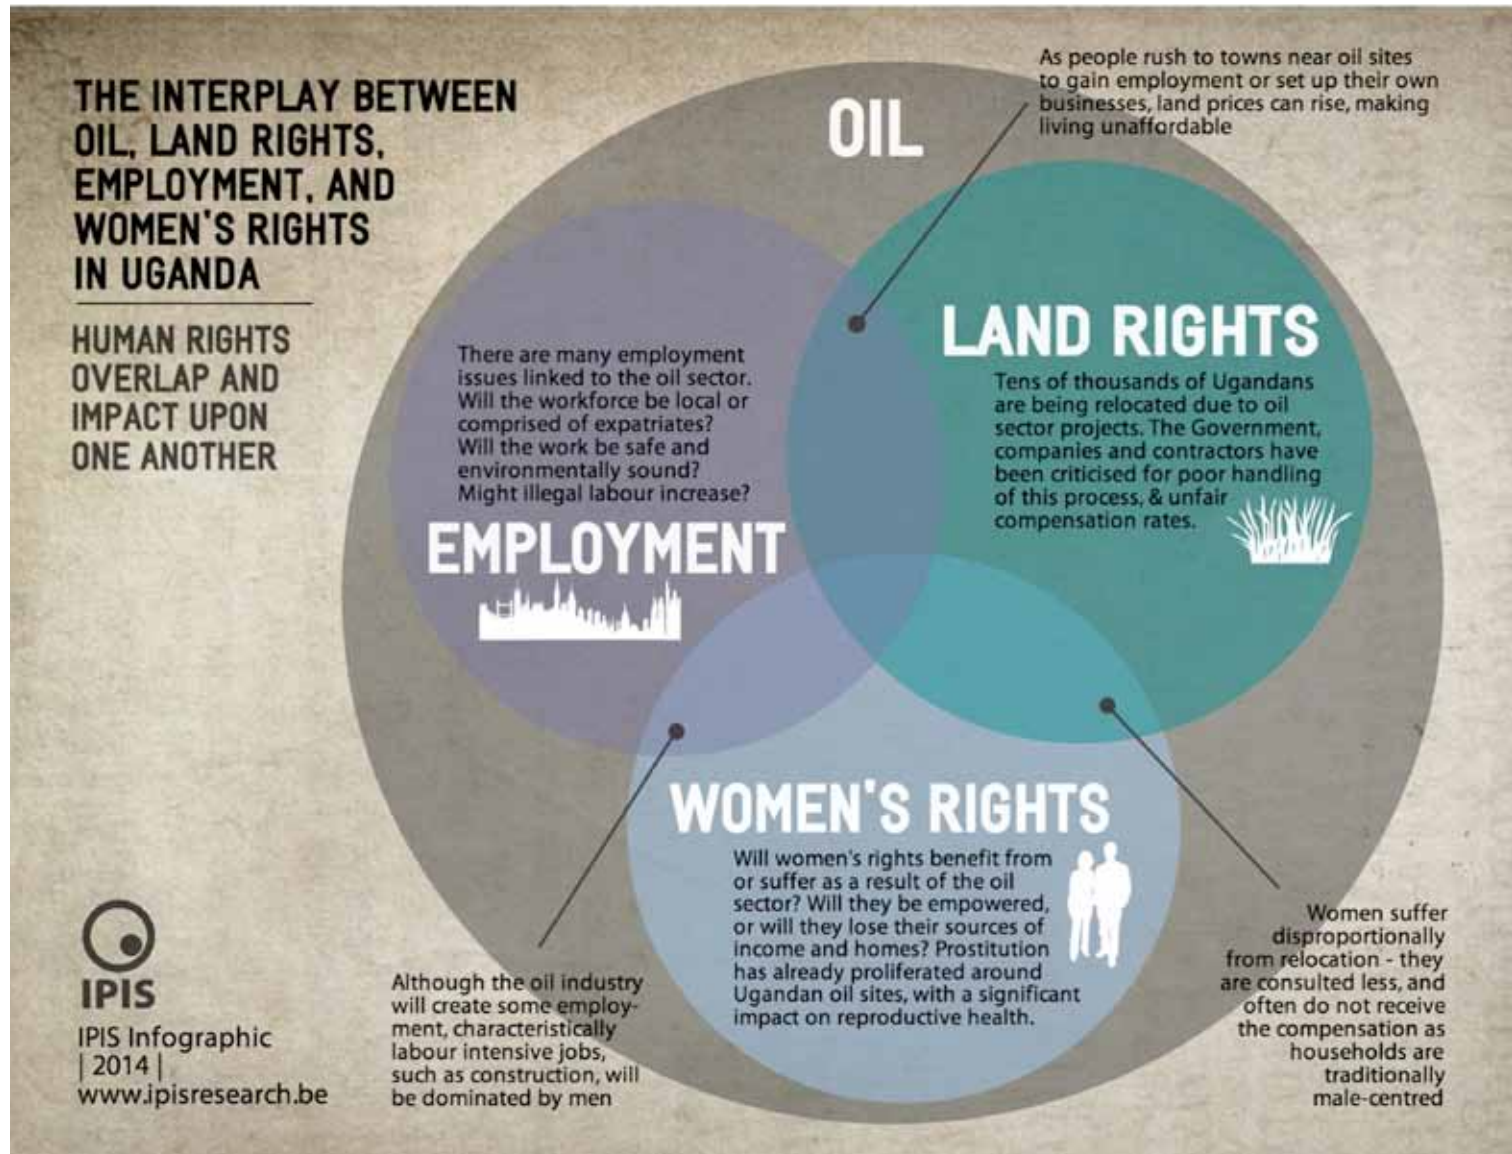 THE INTERPLAY BETWEEN
OIL, LAND RIGHTS,
EMPLOYMENT, AND
WOMEN'S RIGHTS
IN UGANDA
HUMAN RIGHTS
OVERLAP AND
IMPACT UPON
ONE ANOTHER
OIL
As people rush to towns near oil sites
to gain employment or set up their own
businesses, land prices can rise, making
living unaffordable
There are many employment
issues linked to the oil sector.
Will the workforce be local or
comprised of expatriates?
Will the work be safe and
environmentally sound?
Might illegal labour increase?
EMPLOYMENT
LAND RIGHTS
Tens of thousands of Ugandans
are being relocated due to oil
sector projects. The Government,
companies and contractors have
been criticised for poor handling
of this process, & unfair
compensation rates.
WOMEN'S RIGHTS
Will women's rights benefit from
or suffer as a result of the oil
sector? Will they be empowered,
or will they lose their sources of
income and homes? Prostitution
has already proliferated around
Ugandan oil sites, with a significant
impact on reproductive health.
Although the oil industry
will create some employ-
ment, characteristically
labour intensive jobs,
such as construction, will
be dominated by men
Women suffer
disproportionally
from relocation - they
are consulted less, and
often do not receive
the compensation as
households are
traditionally
male-centred
IPIS
IPIS Infographic
| 2014 |
www.ipisresearch.be